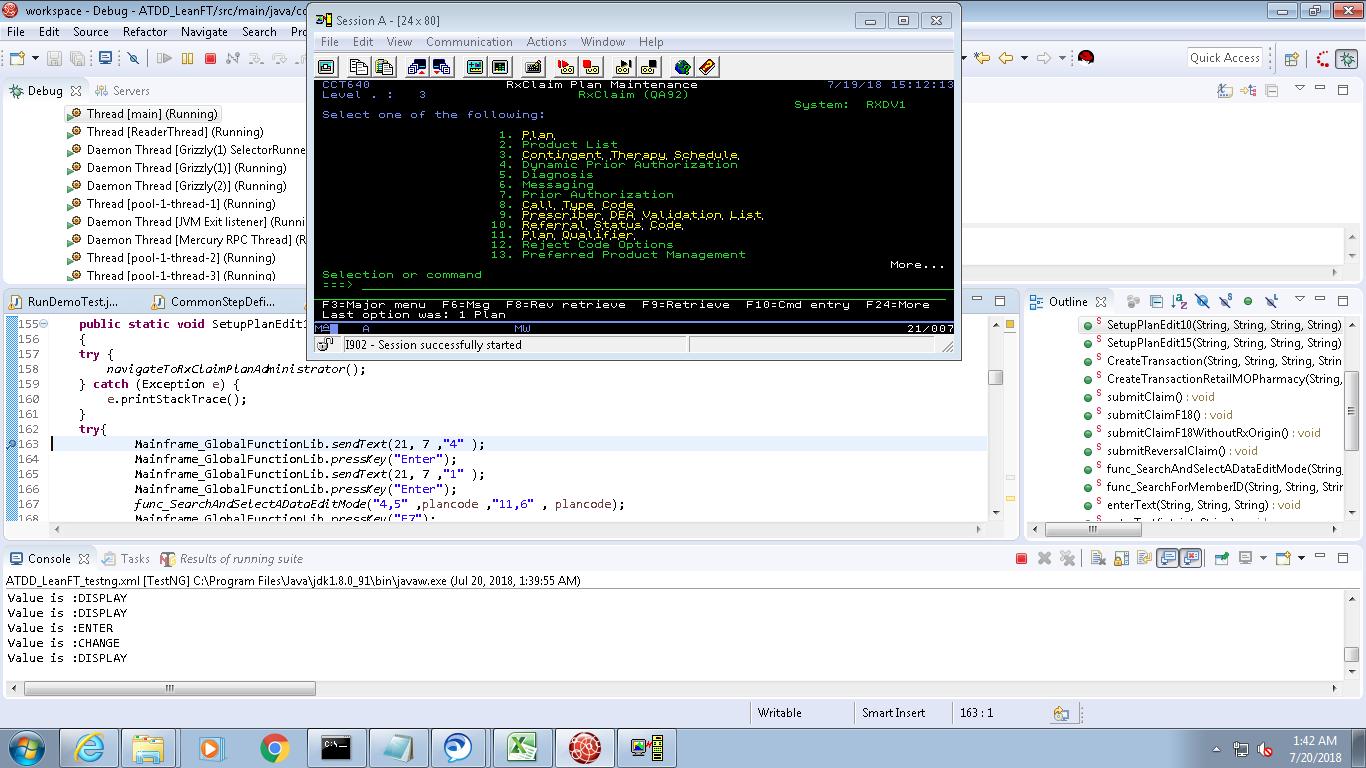 workspace - Debug - ATDD_LeanFT/src/main/java/co
File Edit Source Refactor Navigate Search
Quick Access
Debug
Servers
Thread [main] (Running)
Thread [ReaderThread] (Running)
Daemon Thread [Grizzly(1) SelectorRunne
Daemon Thread [Grizzly(1)] (Running)
Daemon Thread [Grizzly(2)] (Running)
Thread [pool-1-thread-1] (Running)
Daemon Thread [JVM Exit listener] (Runni
Daemon Thread [Mercury RPC Thread] (R
Thread [pool-1-thread-2] (Running)
Thread [pool-1-thread-3] (Running)
Session A - [24 x 80]
File Edit View Communication Actions Window Help
CCT640 RxClaim Plan Maintenance 7/19/18 15:12:13
Level . : 3 RxClaim (QA92)
System: RXDV1
Select one of the following:
1. Plan
2. Product List
3. Contingent Therapy Schedule
4. Dynamic Prior Authorization
5. Diagnosis
6. Messaging
7. Prior Authorization
8. Call Type Code
9. Prescriber DEA Validation List
10. Referral Status Code
11. Plan Qualifier
12. Reject Code Options
13. Preferred Product Management
More...
Selection or command
===>
F3=Major menu F6=Msg F8=Rev retrieve F9=Retrieve F10=Cmd entry F24=More
Last option was: 1 Plan
A MW 21/007
I902 - Session successfully started
RunDemoTest.j...
CommonStepDefi...
155 public static void SetupPlanEdit1
156 {
157 try {
158 navigateToRxClaimPlanAdministrator();
159 } catch (Exception e) {
160 e.printStackTrace();
161 }
162 try{
163 Mainframe_GlobalFunctionLib.sendText(21, 7 ,"4" );
164 Mainframe_GlobalFunctionLib.pressKey("Enter");
165 Mainframe_GlobalFunctionLib.sendText(21, 7 ,"1" );
166 Mainframe_GlobalFunctionLib.pressKey("Enter");
167 func_SearchAndSelectADataEditMode("4,5" ,plancode ,"11,6" , plancode);
168 Mainframe_GlobalFunctionLib.pressKey("F7");
Outline
SetupPlanEdit10(String, String, String, String)
SetupPlanEdit15(String, String, String, String)
CreateTransaction(String, String, String, Strin
CreateTransactionRetailMOPharmacy(String,
submitClaim() : void
submitClaimF18() : void
submitClaimF18WithoutRxOrigin() : void
submitReversalClaim() : void
func_SearchAndSelectADataEditMode(String,
func_SearchForMemberID(String, String, Strin
enterText(String, String, String) : void
Console
Tasks
Results of running suite
ATDD_LeanFT_testng.xml [TestNG] C:\Program Files\Java\jdk1.8.0_91\bin\javaw.exe (Jul 20, 2018, 1:39:55 AM)
Value is :DISPLAY
Value is :DISPLAY
Value is :ENTER
Value is :CHANGE
Value is :DISPLAY
Writable Smart Insert 163 : 1
1:42 AM
7/20/2018